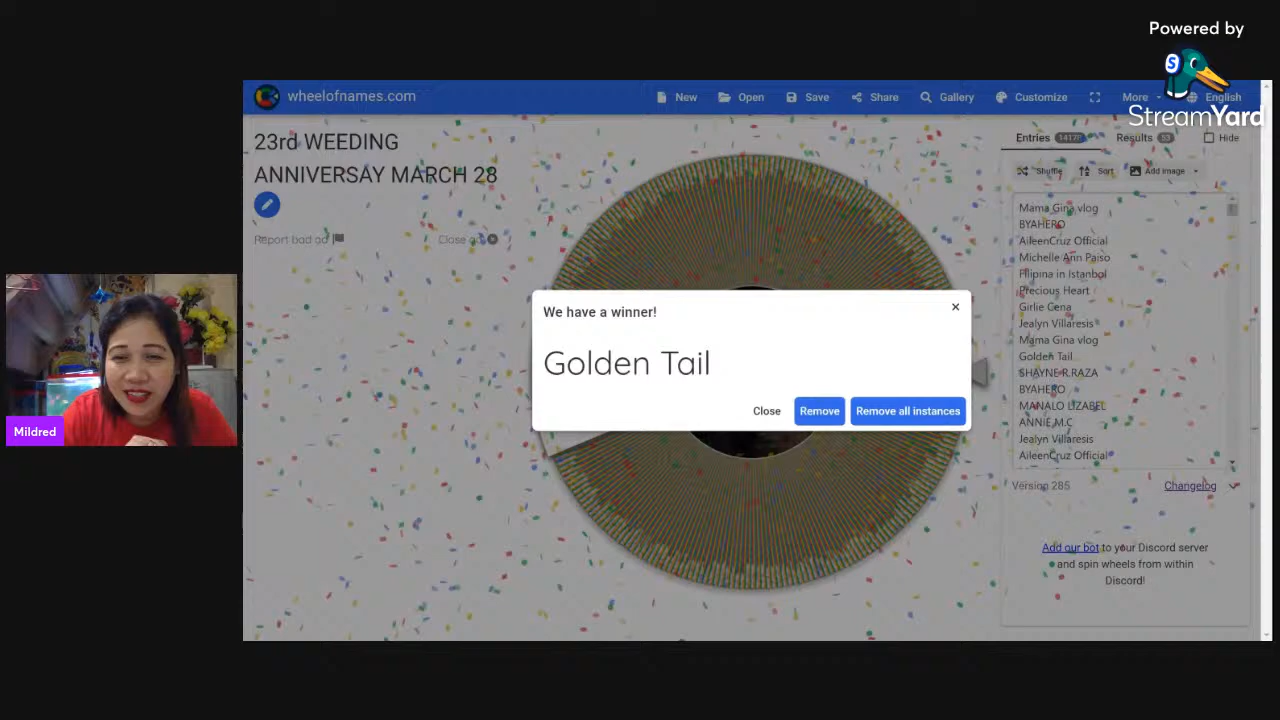 Powered by
StreamYard
wheelofnames.com
New
Open
Save
Share
Gallery
Customize
More
English
23rd WEEDING
ANNIVERSAY MARCH 28
Report bad ad
Close ad
Entries
Results 53
Hide
Shuffle
Sort
Add image
Mama Gina vlog
BYAHERO
AileenCruz Official
Michelle Ann Paiso
Filipina in Istanbol
Precious Heart
Girlie Cena
Jealyn Villaresis
Mama Gina vlog
Golden Tail
SHAYNE R.RAZA
BYAHERO
MANALO LIZABEL
ANNIE M.C
Jealyn Villaresis
AileenCruz Official
We have a winner!
Golden Tail
Close
Remove
Remove all instances
Mildred
Version 285
Changelog
Add our bot to your Discord server
and spin wheels from within
Discord!